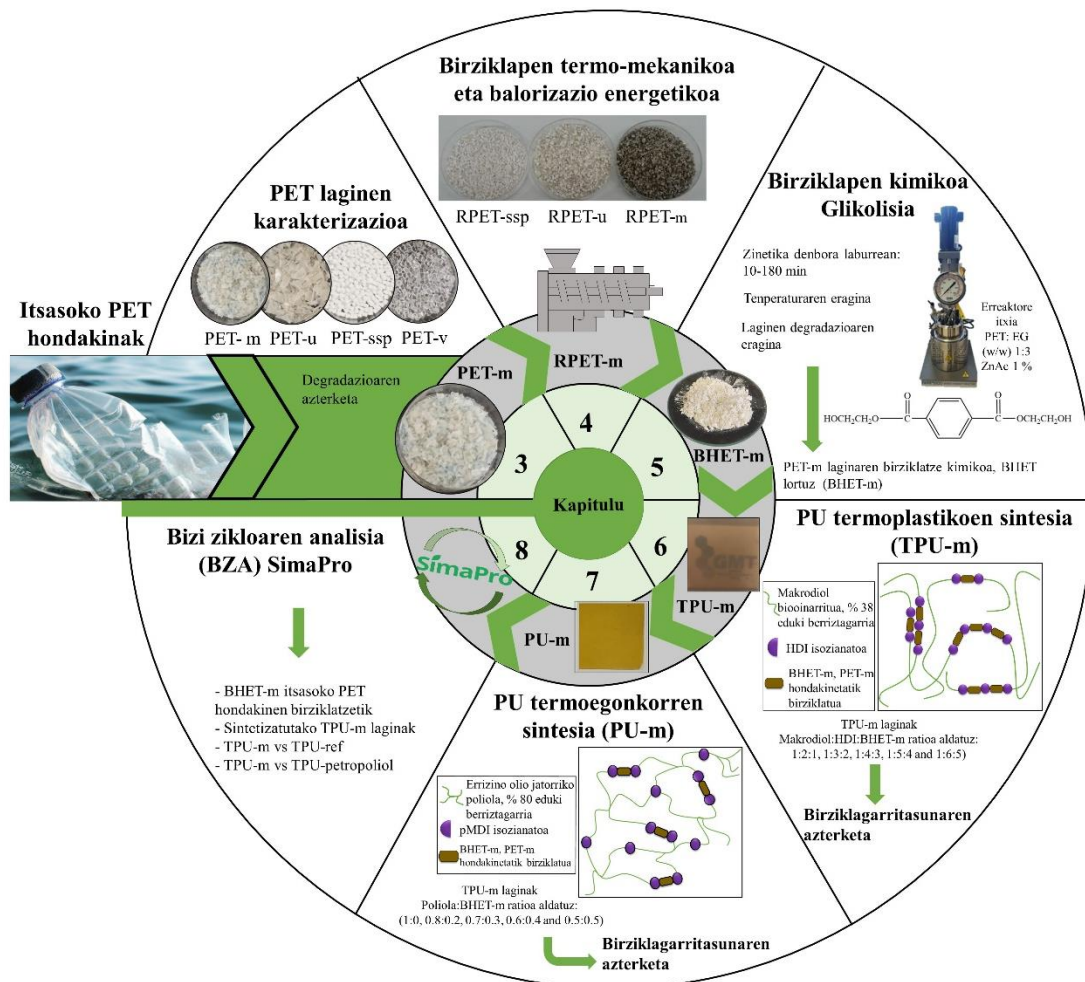 Birziklapen termo-mekanikoa
eta balorizazio energetikoa
RPET-ssp RPET-u RPET-m
PET laginen
karakterizazioa
PET- m PET-u PET-ssp PET-v
Itsasoko PET
hondakinak
Degradazioaren
azterketa
Birziklapen kimikoa
Glikolisia
Zinetika denbora laburrean:
10-180 min
Tenperaturaren eragina
Laginen degradazioaren
eragina
Erreaktore
itxia
PET: EG
(w/w) 1:3
ZnAc 1 %
HOCH₂CH₂O C O C O OCH₂CH₂OH
PET-m laginaren birziklatze kimikoa, BHET
lortuz (BHET-m)
PET-m
RPET-m
BHET-m
TPU-m
PU-m
SimaPro
GMT
Kapitulu
3
4
5
6
7
8
PU termoplastikoen sintesia
(TPU-m)
Makrodiol
biooinarritua, % 38
eduki berriztagarria
HDI isozianatoa
BHET-m, PET-m
hondakinetatik
birziklatua
TPU-m laginak
Makrodiol:HDI:BHET-m ratioa aldatuz:
1:2:1, 1:3:2, 1:4:3, 1:5:4 and 1:6:5)
Birziklagarritasunaren
azterketa
PU termoegonkorren
sintesia (PU-m)
Errizino olio jatorriko
poliola, % 80 eduki
berriztagarria
pMDI isozianatoa
BHET-m, PET-m
hondakinetatik birziklatua
TPU-m laginak
Poliola:BHET-m ratioa aldatuz:
(1:0, 0.8:0.2, 0.7:0.3, 0.6:0.4 and 0.5:0.5)
Birziklagarritasunaren
azterketa
Bizi zikloaren analisia
(BZA) SimaPro
- BHET-m itsasoko PET
hondakinen birziklatzetik
- Sintetizatutako TPU-m laginak
- TPU-m vs TPU-ref
- TPU-m vs TPU-petropoliol